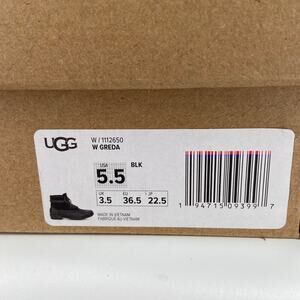 UGG
W / 1112650
W GREDA
USA
5.5
BLK
UK EU JP
3.5 36.5 22.5
MADE IN VIETNAM
FABRIQUÉ AU VIETNAM
1 94715 09399 7